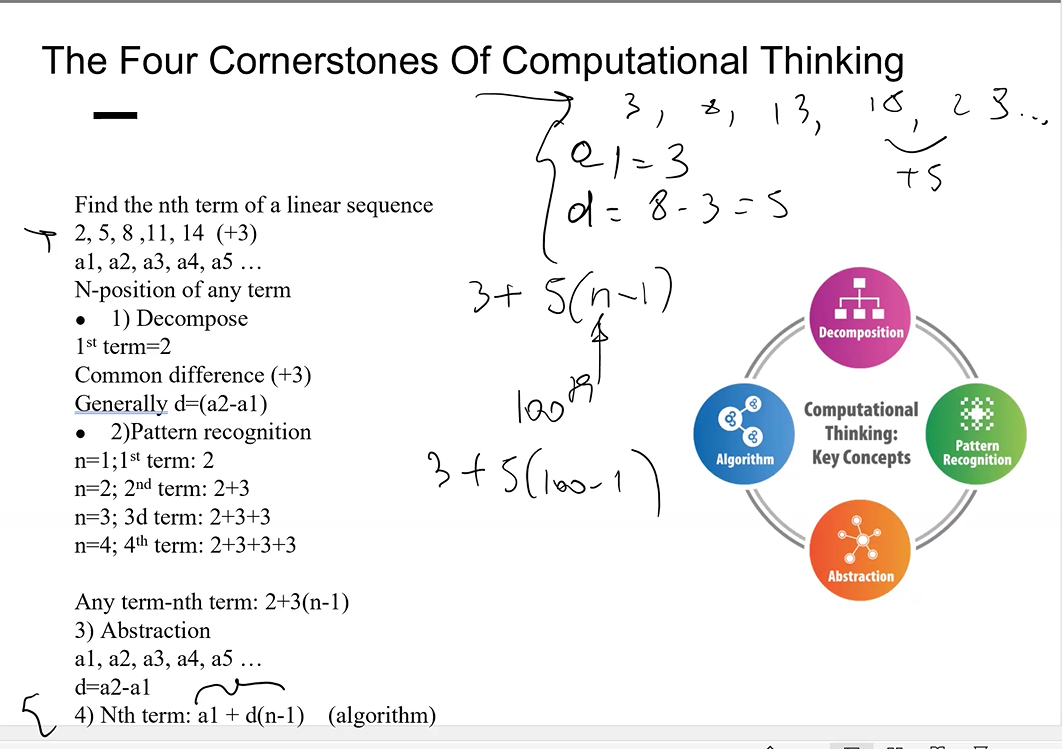 The Four Cornerstones Of Computational Thinking
3, 8, 13, 18, 23...
+5
a1=3
d= 8-3=5
Find the nth term of a linear sequence
2, 5, 8 ,11, 14 (+3)
a1, a2, a3, a4, a5 …
N-position of any term
• 1) Decompose
1st term=2
Common difference (+3)
Generally d=(a2-a1)
• 2)Pattern recognition
n=1;1st term: 2
n=2; 2nd term: 2+3
n=3; 3d term: 2+3+3
n=4; 4th term: 2+3+3+3
Any term-nth term: 2+3(n-1)
3) Abstraction
a1, a2, a3, a4, a5 …
d=a2-a1
4) Nth term: a1 + d(n-1) (algorithm)
3+ 5(n-1)
100
3+5(100-1)
Decomposition
Computational
Thinking:
Key Concepts
Algorithm
Pattern
Recognition
Abstraction